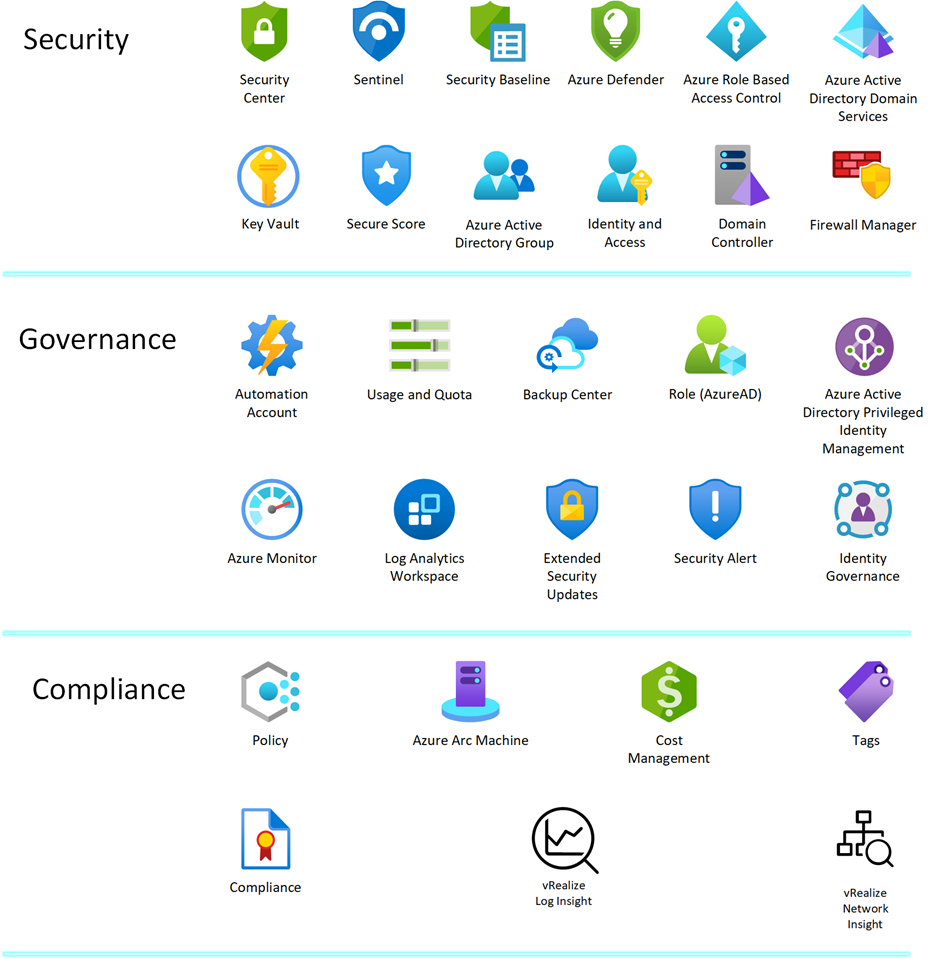 Security
Security
Center
Sentinel
Security Baseline
Azure Defender
Azure Role Based
Access Control
Azure Active
Directory Domain
Services
Key Vault
Secure Score
Azure Active
Directory Group
Identity and
Access
Domain
Controller
Firewall Manager
Governance
Automation
Account
Usage and Quota
Backup Center
Role (AzureAD)
Azure Active
Directory Privileged
Identity
Management
Azure Monitor
Log Analytics
Workspace
Extended
Security
Updates
Security Alert
Identity
Governance
Compliance
Policy
Azure Arc Machine
Cost
Management
Tags
Compliance
vRealize
Log Insight
vRealize
Network
Insight